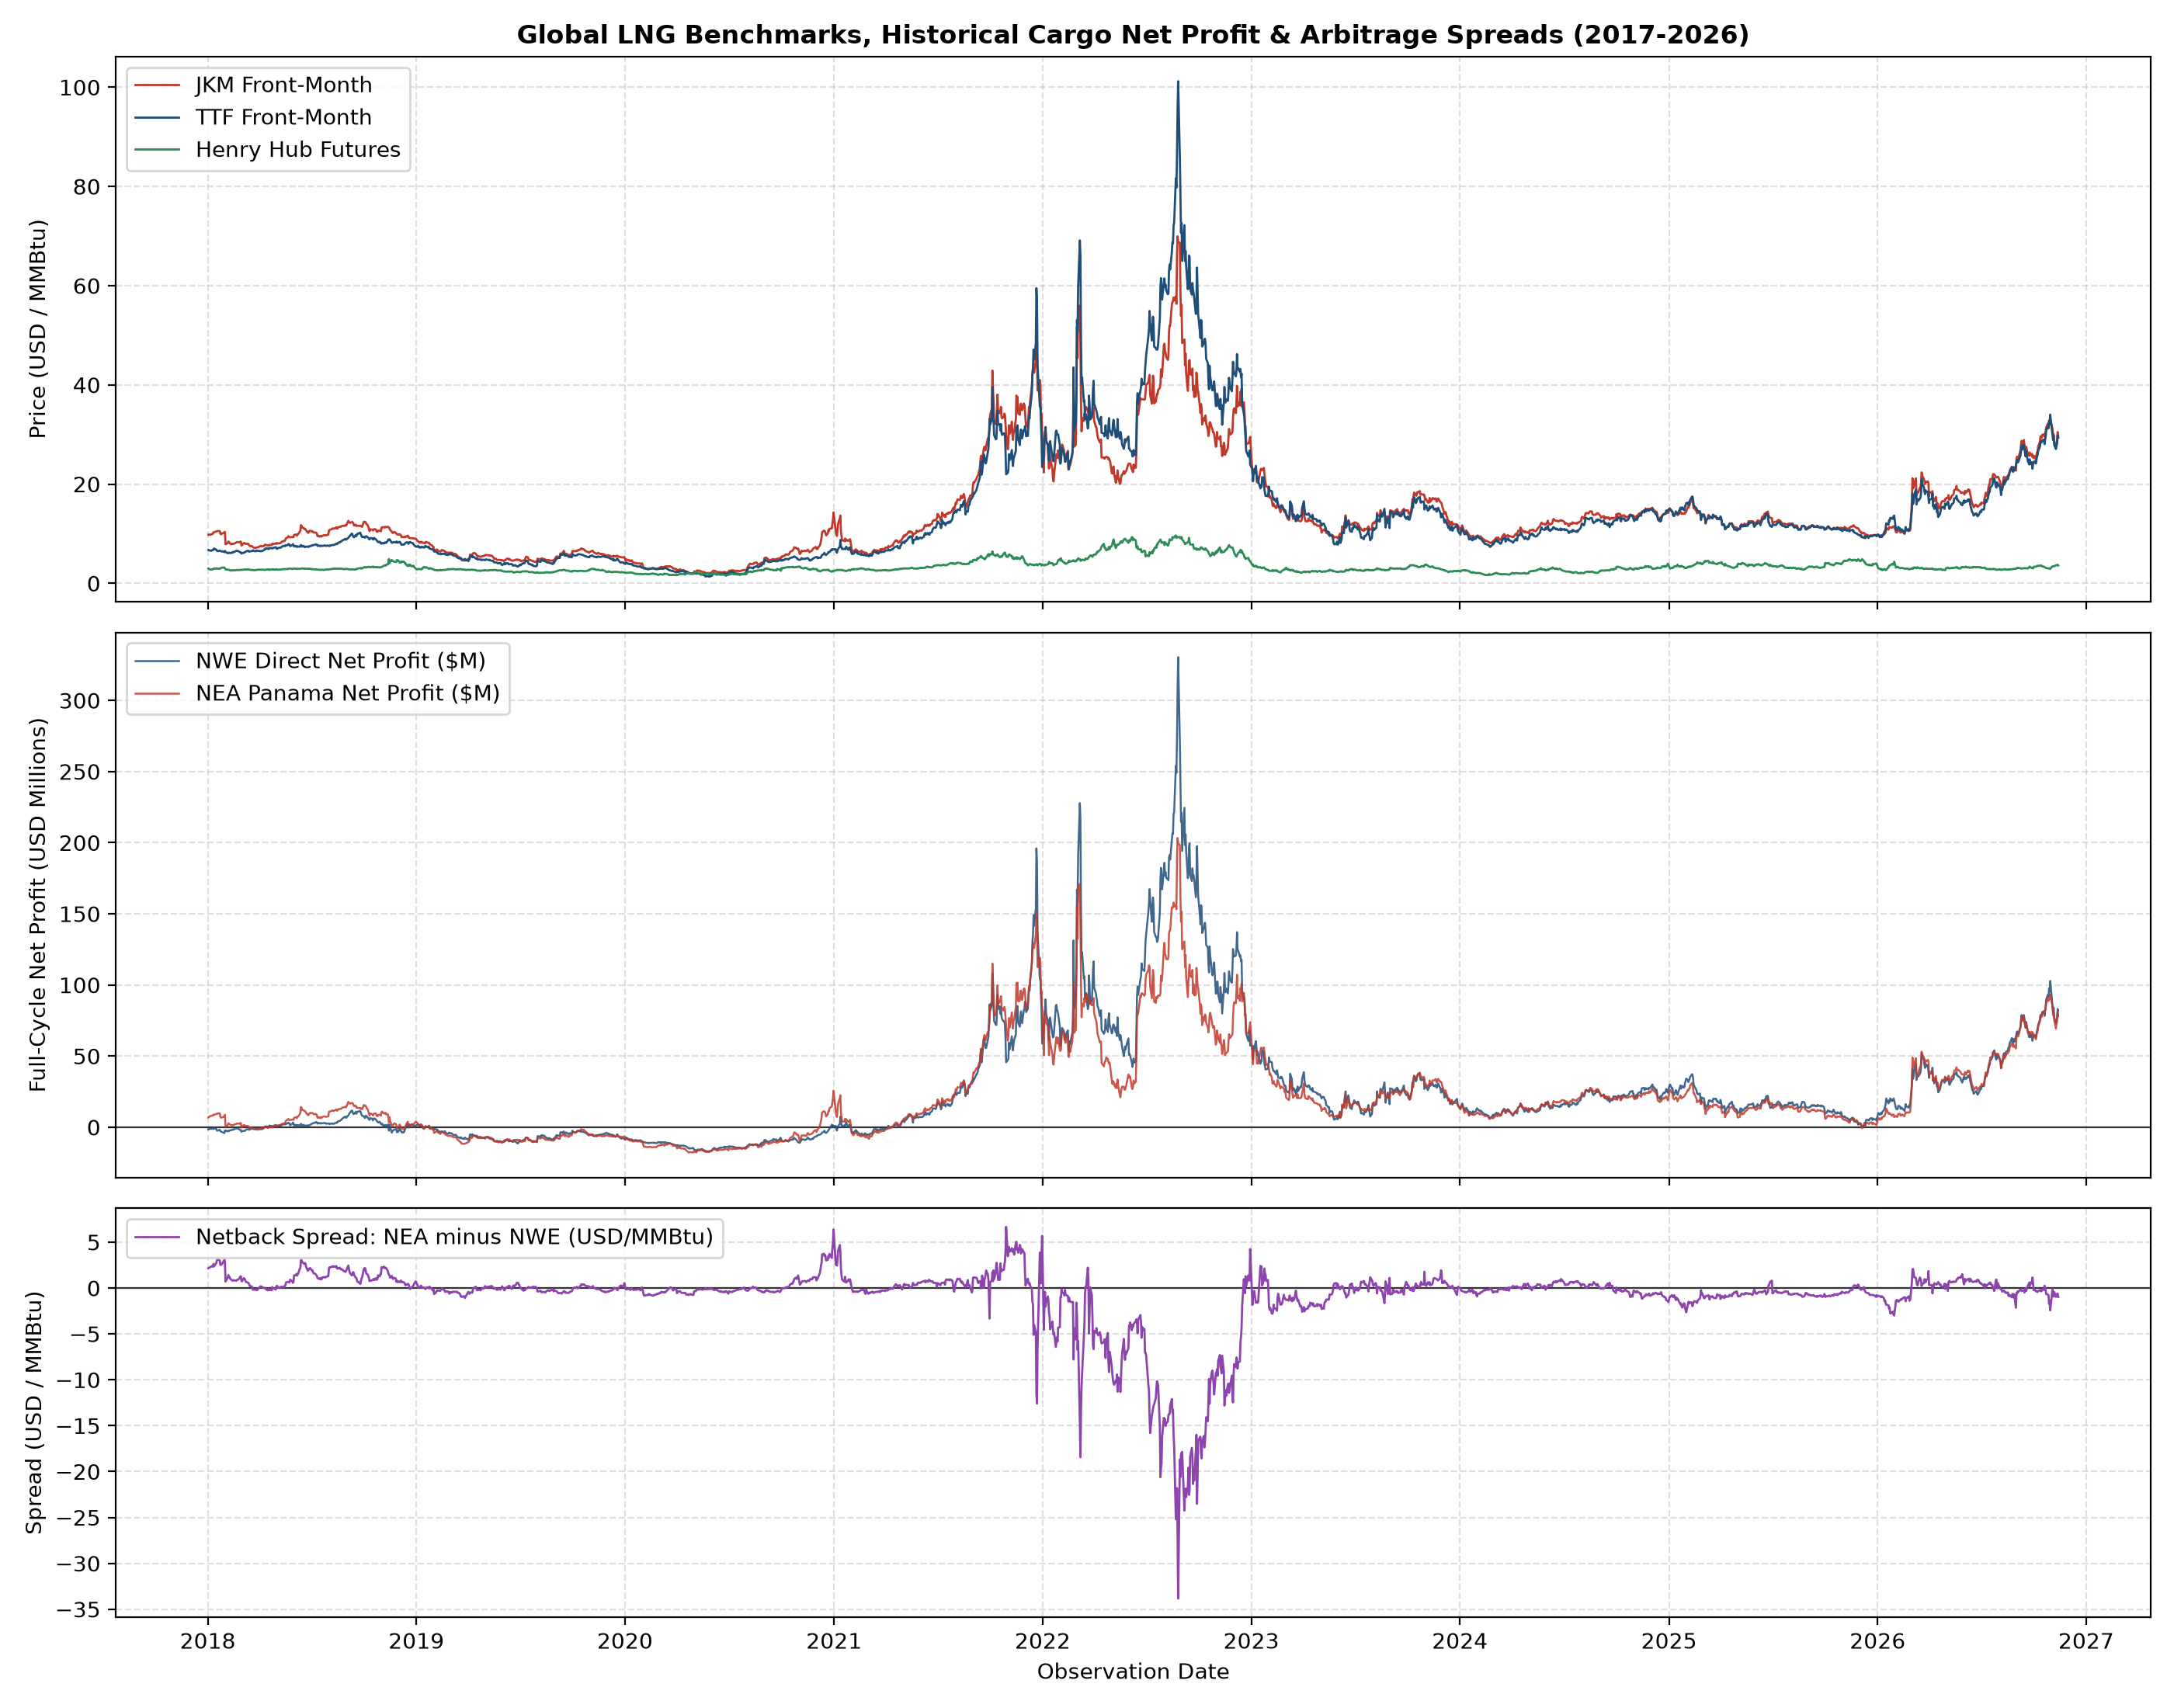 Global LNG Benchmarks, Historical Cargo Net Profit & Arbitrage Spreads (2017-2026)
JKM Front-Month
TTF Front-Month
Henry Hub Futures
Price (USD / MMBtu)
100
80
60
40
20
0
NWE Direct Net Profit ($M)
NEA Panama Net Profit ($M)
Full-Cycle Net Profit (USD Millions)
300
250
200
150
100
50
0
Netback Spread: NEA minus NWE (USD/MMBtu)
Spread (USD / MMBtu)
5
0
−5
−10
−15
−20
−25
−30
−35
2018 2019 2020 2021 2022 2023 2024 2025 2026 2027
Observation Date